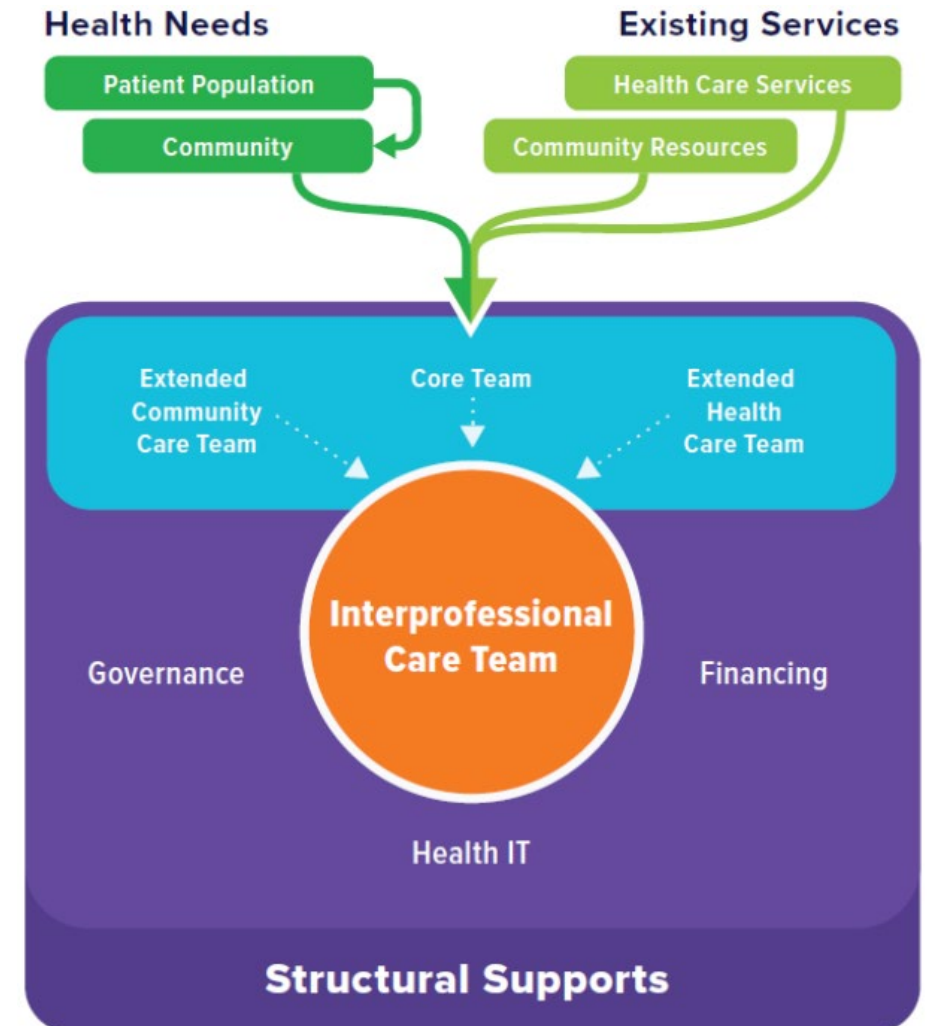 Health Needs
Existing Services
Patient Population
Health Care Services
Community
Community Resources
Extended
Community
Care Team
Core Team
Extended
Health
Care Team
Interprofessional
Care Team
Governance
Financing
Health IT
Structural Supports